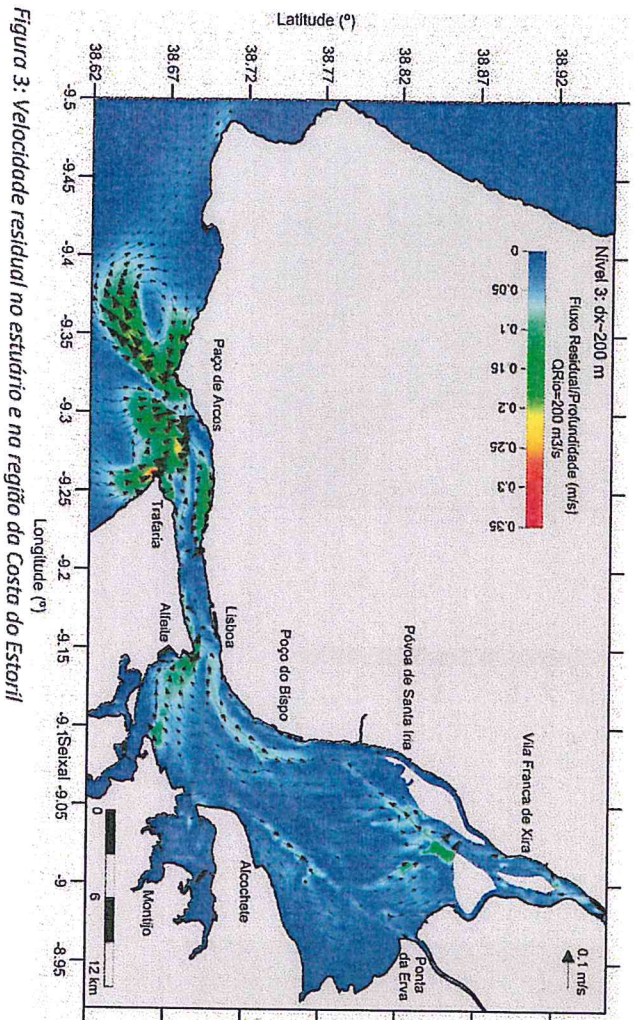 Latitude (º)
38.62
38.67
38.72
38.77
38.82
38.87
38.92
Nível 3: dx~200 m
Fluxo Residual/Profundidade (m/s)
QRio=200 m3/s
0
0.05
0.1
0.15
0.2
0.25
0.3
0.35
Paço de Arcos
Trafaria
Lisboa
Alfeite
Poço do Bispo
Póvoa de Santa Iria
Vila Franca de Xira
Ponta
da Erva
Alcochete
Montijo
Seixal
0.1 m/s
0
6
12 km
-9.5
-9.45
-9.4
-9.35
-9.3
-9.25
-9.2
-9.15
-9.1
-9.05
-9
-8.95
Longitude (º)
Figura 3: Velocidade residual no estuário e na região da Costa do Estoril